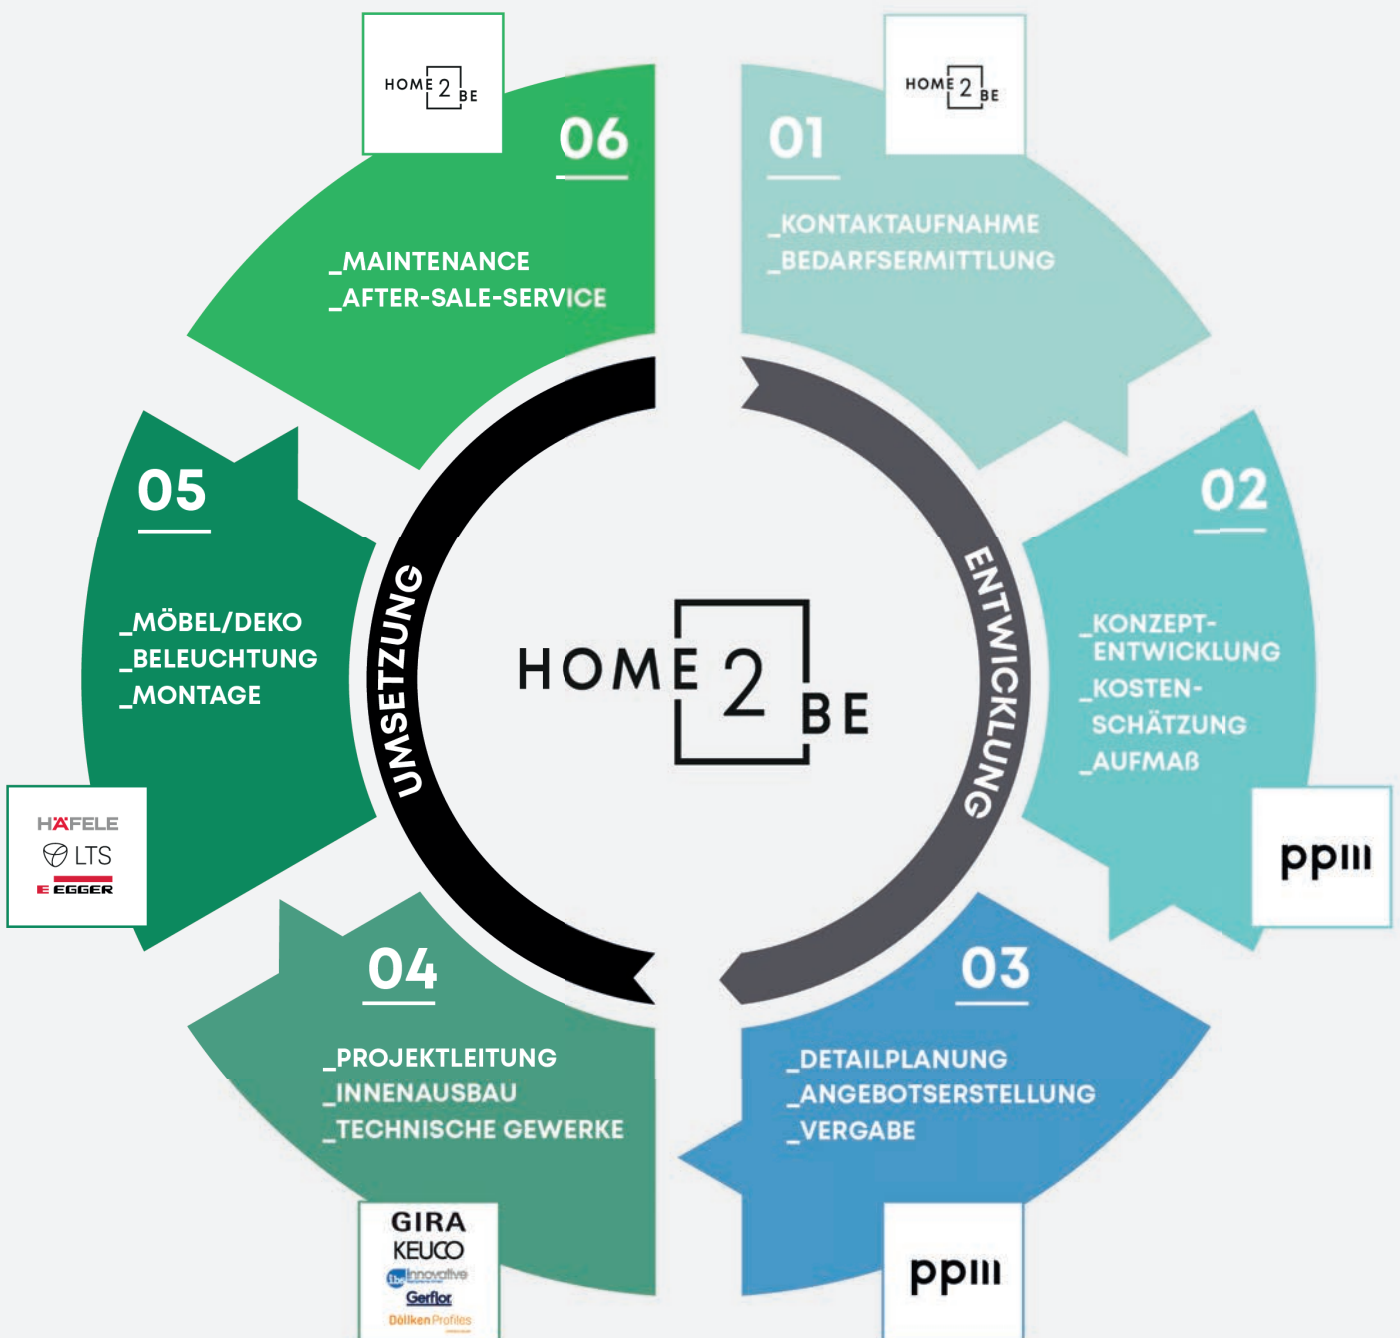 HOME 2 BE
01
_KONTAKTAUFNAHME
_BEDARFSERMITTLUNG
02
_KONZEPT-
ENTWICKLUNG
_KOSTEN-
SCHÄTZUNG
_AUFMAß
ppm
03
_DETAILPLANUNG
_ANGEBOTSERSTELLUNG
_VERGABE
ppm
04
_PROJEKTLEITUNG
_INNENAUSBAU
_TECHNISCHE GEWERKE
GIRA
KEUCO
ibs innovative
Gerflor
Döllken Profiles
05
_MÖBEL/DEKO
_BELEUCHTUNG
_MONTAGE
HÄFELE
LTS
E EGGER
HOME 2 BE
06
_MAINTENANCE
_AFTER-SALE-SERVICE
UMSETZUNG
ENTWICKLUNG
HOME 2 BE